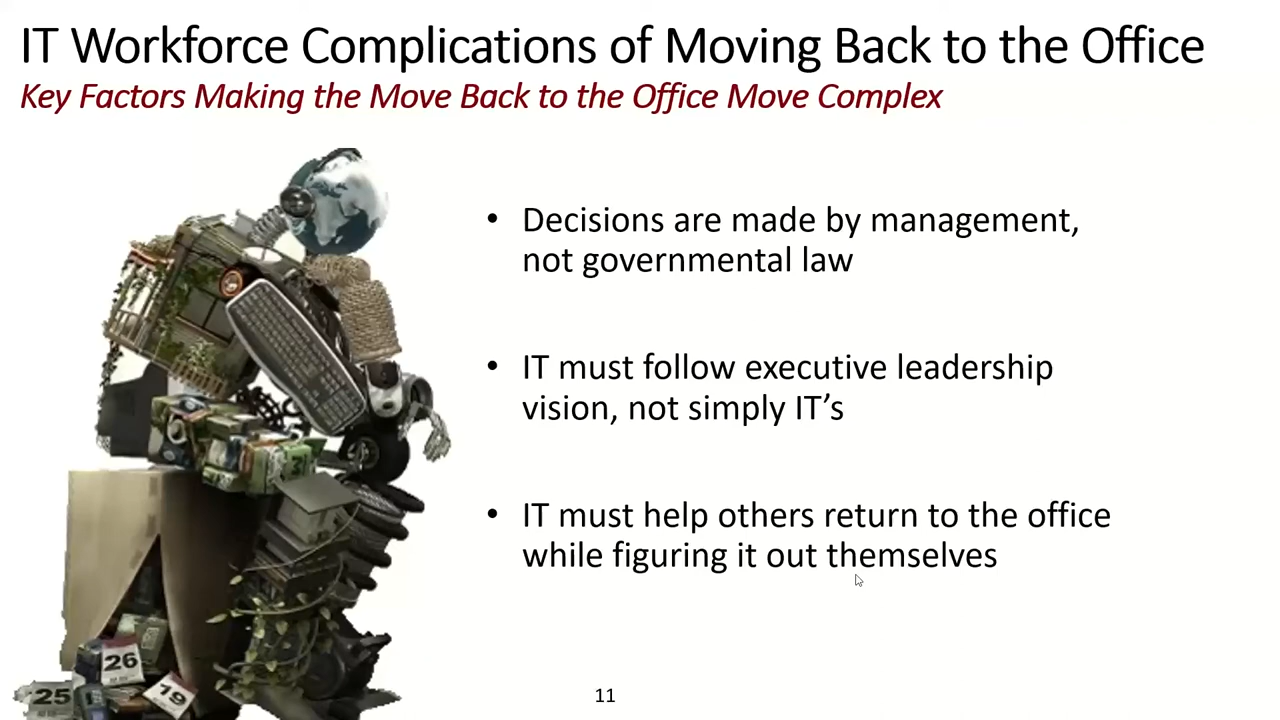 IT Workforce Complications of Moving Back to the Office
Key Factors Making the Move Back to the Office Move Complex
• Decisions are made by management,
not governmental law
• IT must follow executive leadership
vision, not simply IT’s
• IT must help others return to the office
while figuring it out themselves
26
25
19
11